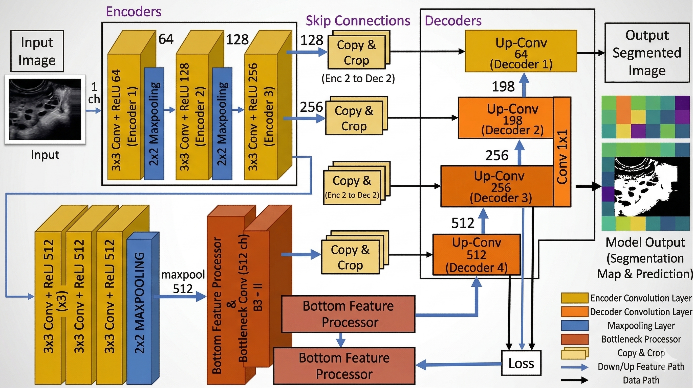 Input
Image
Input
1
ch
Encoders
64
128
3x3 Conv + ReLU 64
(Encoder 1)
2x2 Maxpooling
3x3 Conv + ReLU 128
(Encoder 2)
2x2 Maxpooling
3x3 Conv + ReLU 256
(Encoder 3)
Skip Connections
128
Copy &
Crop
(Enc 2 to Dec 2)
256
Copy &
Crop
Copy &
(Enc 2 to Dec 2)
Copy &
Crop
Decoders
Up-Conv
64
(Decoder 1)
198
Up-Conv
198
(Decoder 2)
256
Up-Conv
256
(Decoder 3)
512
Up-Conv
512
(Decoder 4)
Conv 1x1
Output
Segmented
Image
Model Output
(Segmentation
Map & Prediction)
3x3 Conv + ReLU 512
(x3)
3x3 Conv + ReLU 512
3x3 Conv + ReLU 512
2x2 MAXPOOLING
maxpool
512
Bottom Feature Processor
&
Bottleneck Conv (512 ch)
B3 - II
Bottom Feature
Processor
Bottom Feature
Processor
Loss
Encoder Convolution Layer
Decoder Convolution Layer
Maxpooling Layer
Bottleneck Processor
Copy & Crop
Down/Up Feature Path
Data Path